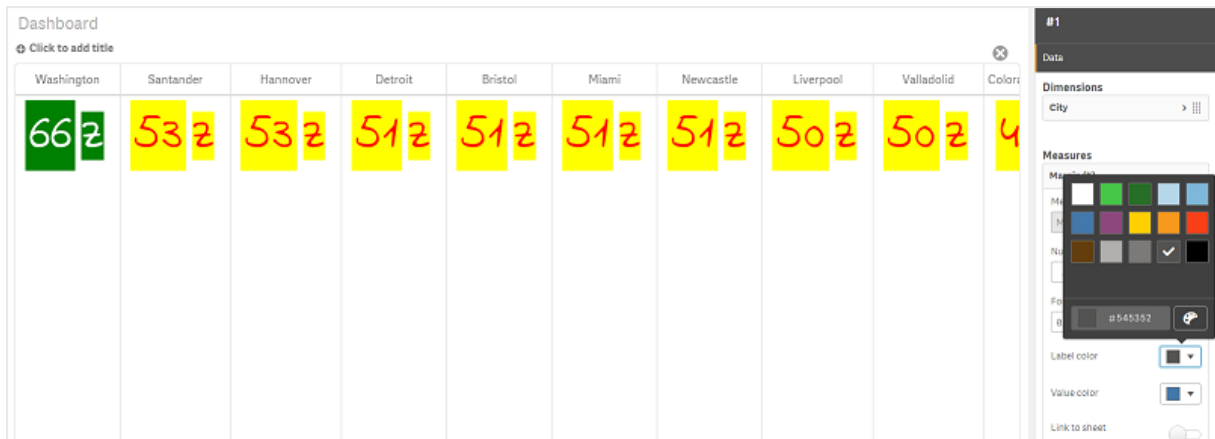 Dashboard
Click to add title
Washington Santander Hannover Detroit Bristol Miami Newcastle Liverpool Valladolid
66 z 53 z 53 z 51 z 51 z 51 z 51 z 50 z 50 z
#1
Data
Dimensions
City
Measures
#545352
Label color
Value color
Link to sheet